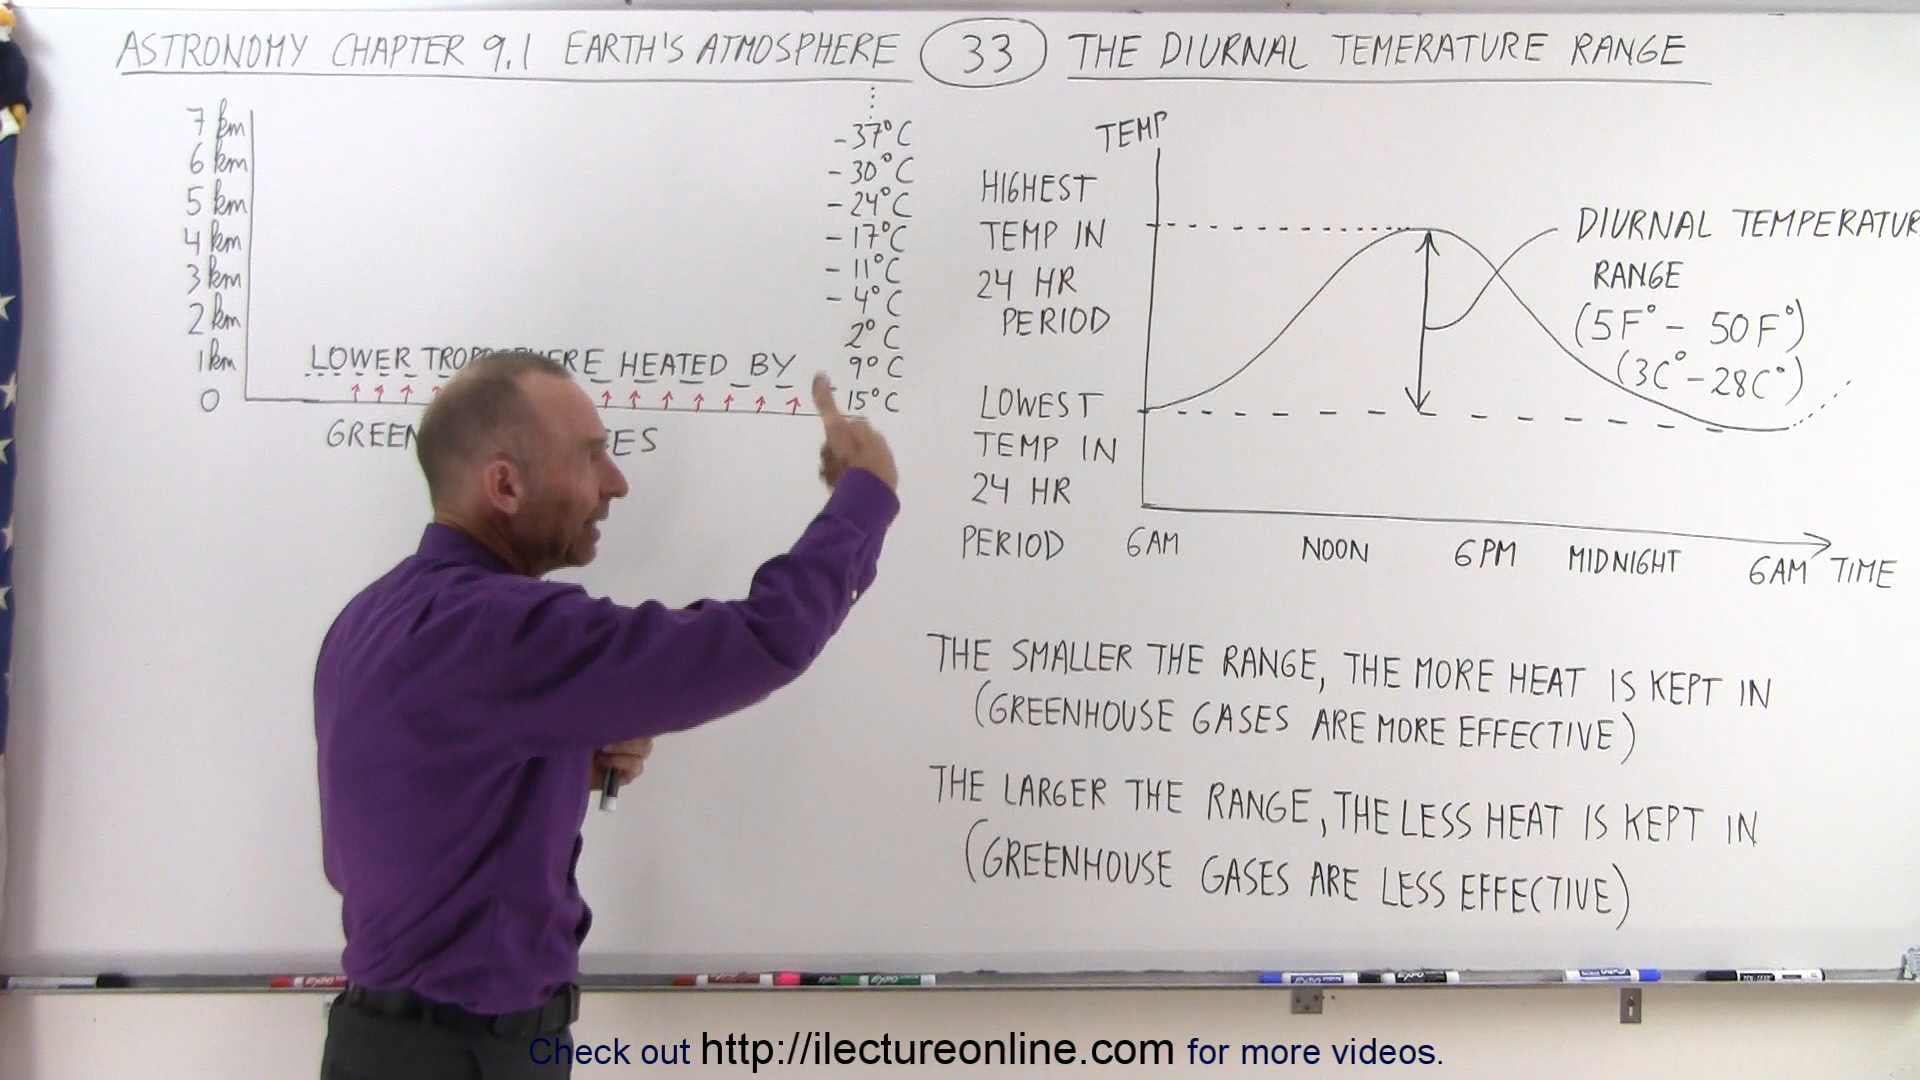 ASTRONOMY CHAPTER 9.1 EARTH'S ATMOSPHERE 33 THE DIURNAL TEMERATURE RANGE
7 km
6 km
5 km
4 km
3 km
2 km
1 km
0
-37°C
-30°C
-24°C
-17°C
-11°C
-4°C
2°C
9°C
15°C
LOWER HEATED BY
TEMP
HIGHEST
TEMP IN
24 HR
PERIOD
LOWEST
TEMP IN
24 HR
PERIOD
DIURNAL
RANGE
(5F° - 50F°)
(3C° - 28C°)
6AM NOON 6PM MIDNIGHT 6AM TIME
THE SMALLER THE RANGE, THE MORE HEAT IS KEPT IN
(GREENHOUSE GASES ARE MORE EFFECTIVE)
THE LARGER THE RANGE, THE LESS HEAT IS KEPT IN
(GREENHOUSE GASES ARE LESS EFFECTIVE)
Check out http://ilectureonline.com for more videos.